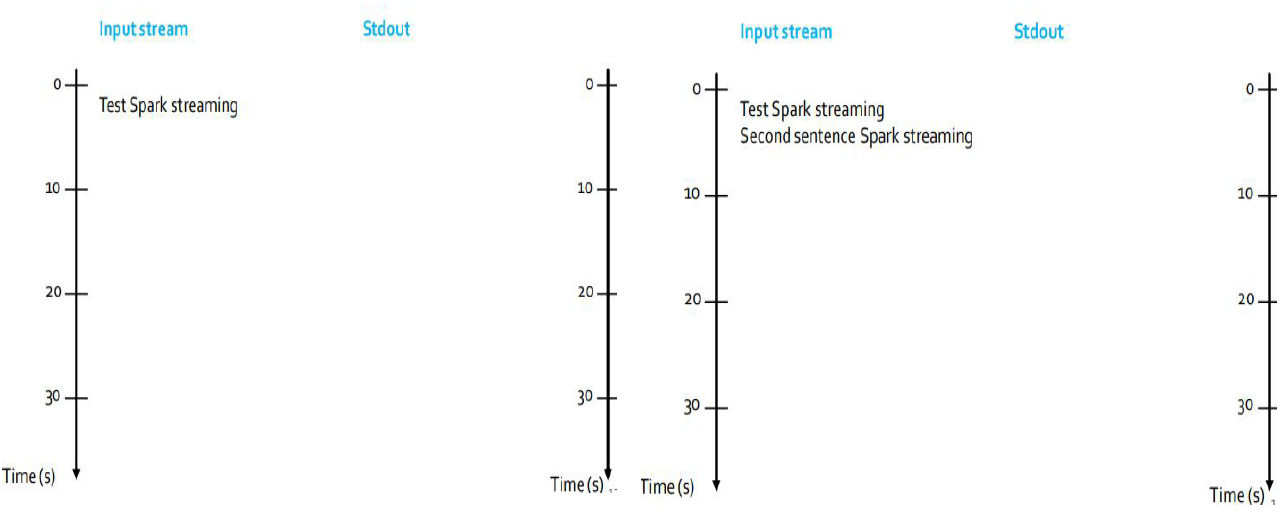 Input stream Stdout
0 0
Test Spark streaming
10 10
20 20
30 30
Time (s) Time (s)
Input stream Stdout
0 0
Test Spark streaming
Second sentence Spark streaming
10 10
20 20
30 30
Time (s) Time (s)